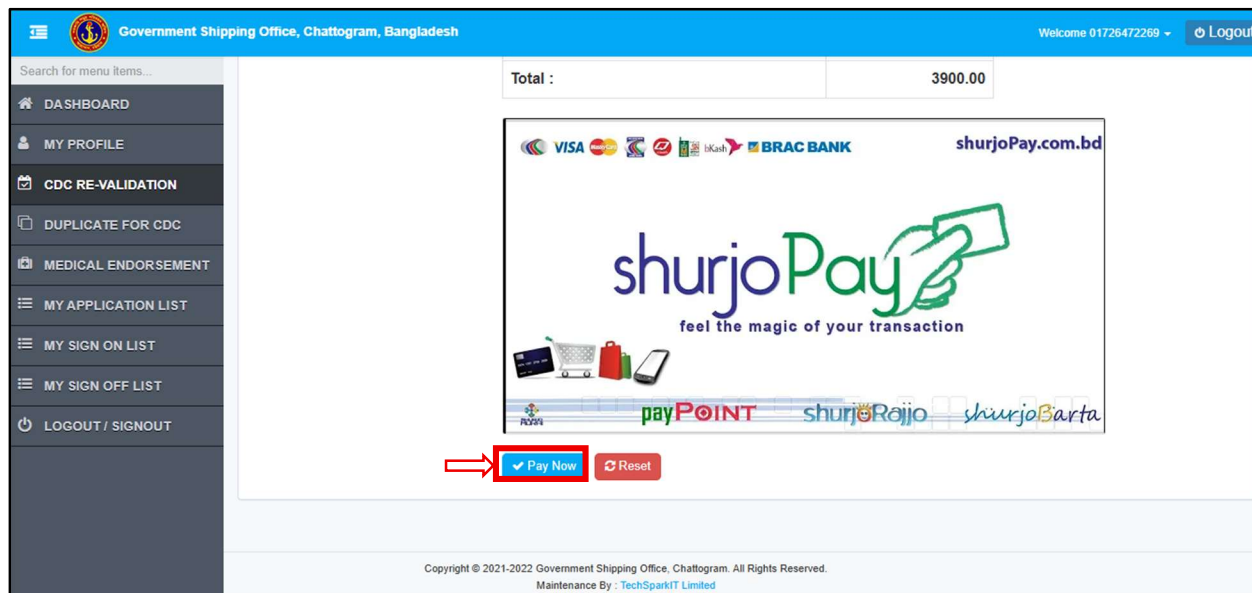 Government Shipping Office, Chattogram, Bangladesh
Welcome 01726472269
Logout
Search for menu items...
DASHBOARD
MY PROFILE
CDC RE-VALIDATION
DUPLICATE FOR CDC
MEDICAL ENDORSEMENT
MY APPLICATION LIST
MY SIGN ON LIST
MY SIGN OFF LIST
LOGOUT / SIGNOUT
Total : 3900.00
VISA MasterCard bKash BRAC BANK
shurjoPay.com.bd
shurjoPay
feel the magic of your transaction
payPOINT shurjoRajjo shurjoBarta
Pay Now Reset
Copyright © 2021-2022 Government Shipping Office, Chattogram. All Rights Reserved.
Maintenance By : TechSparkIT Limited